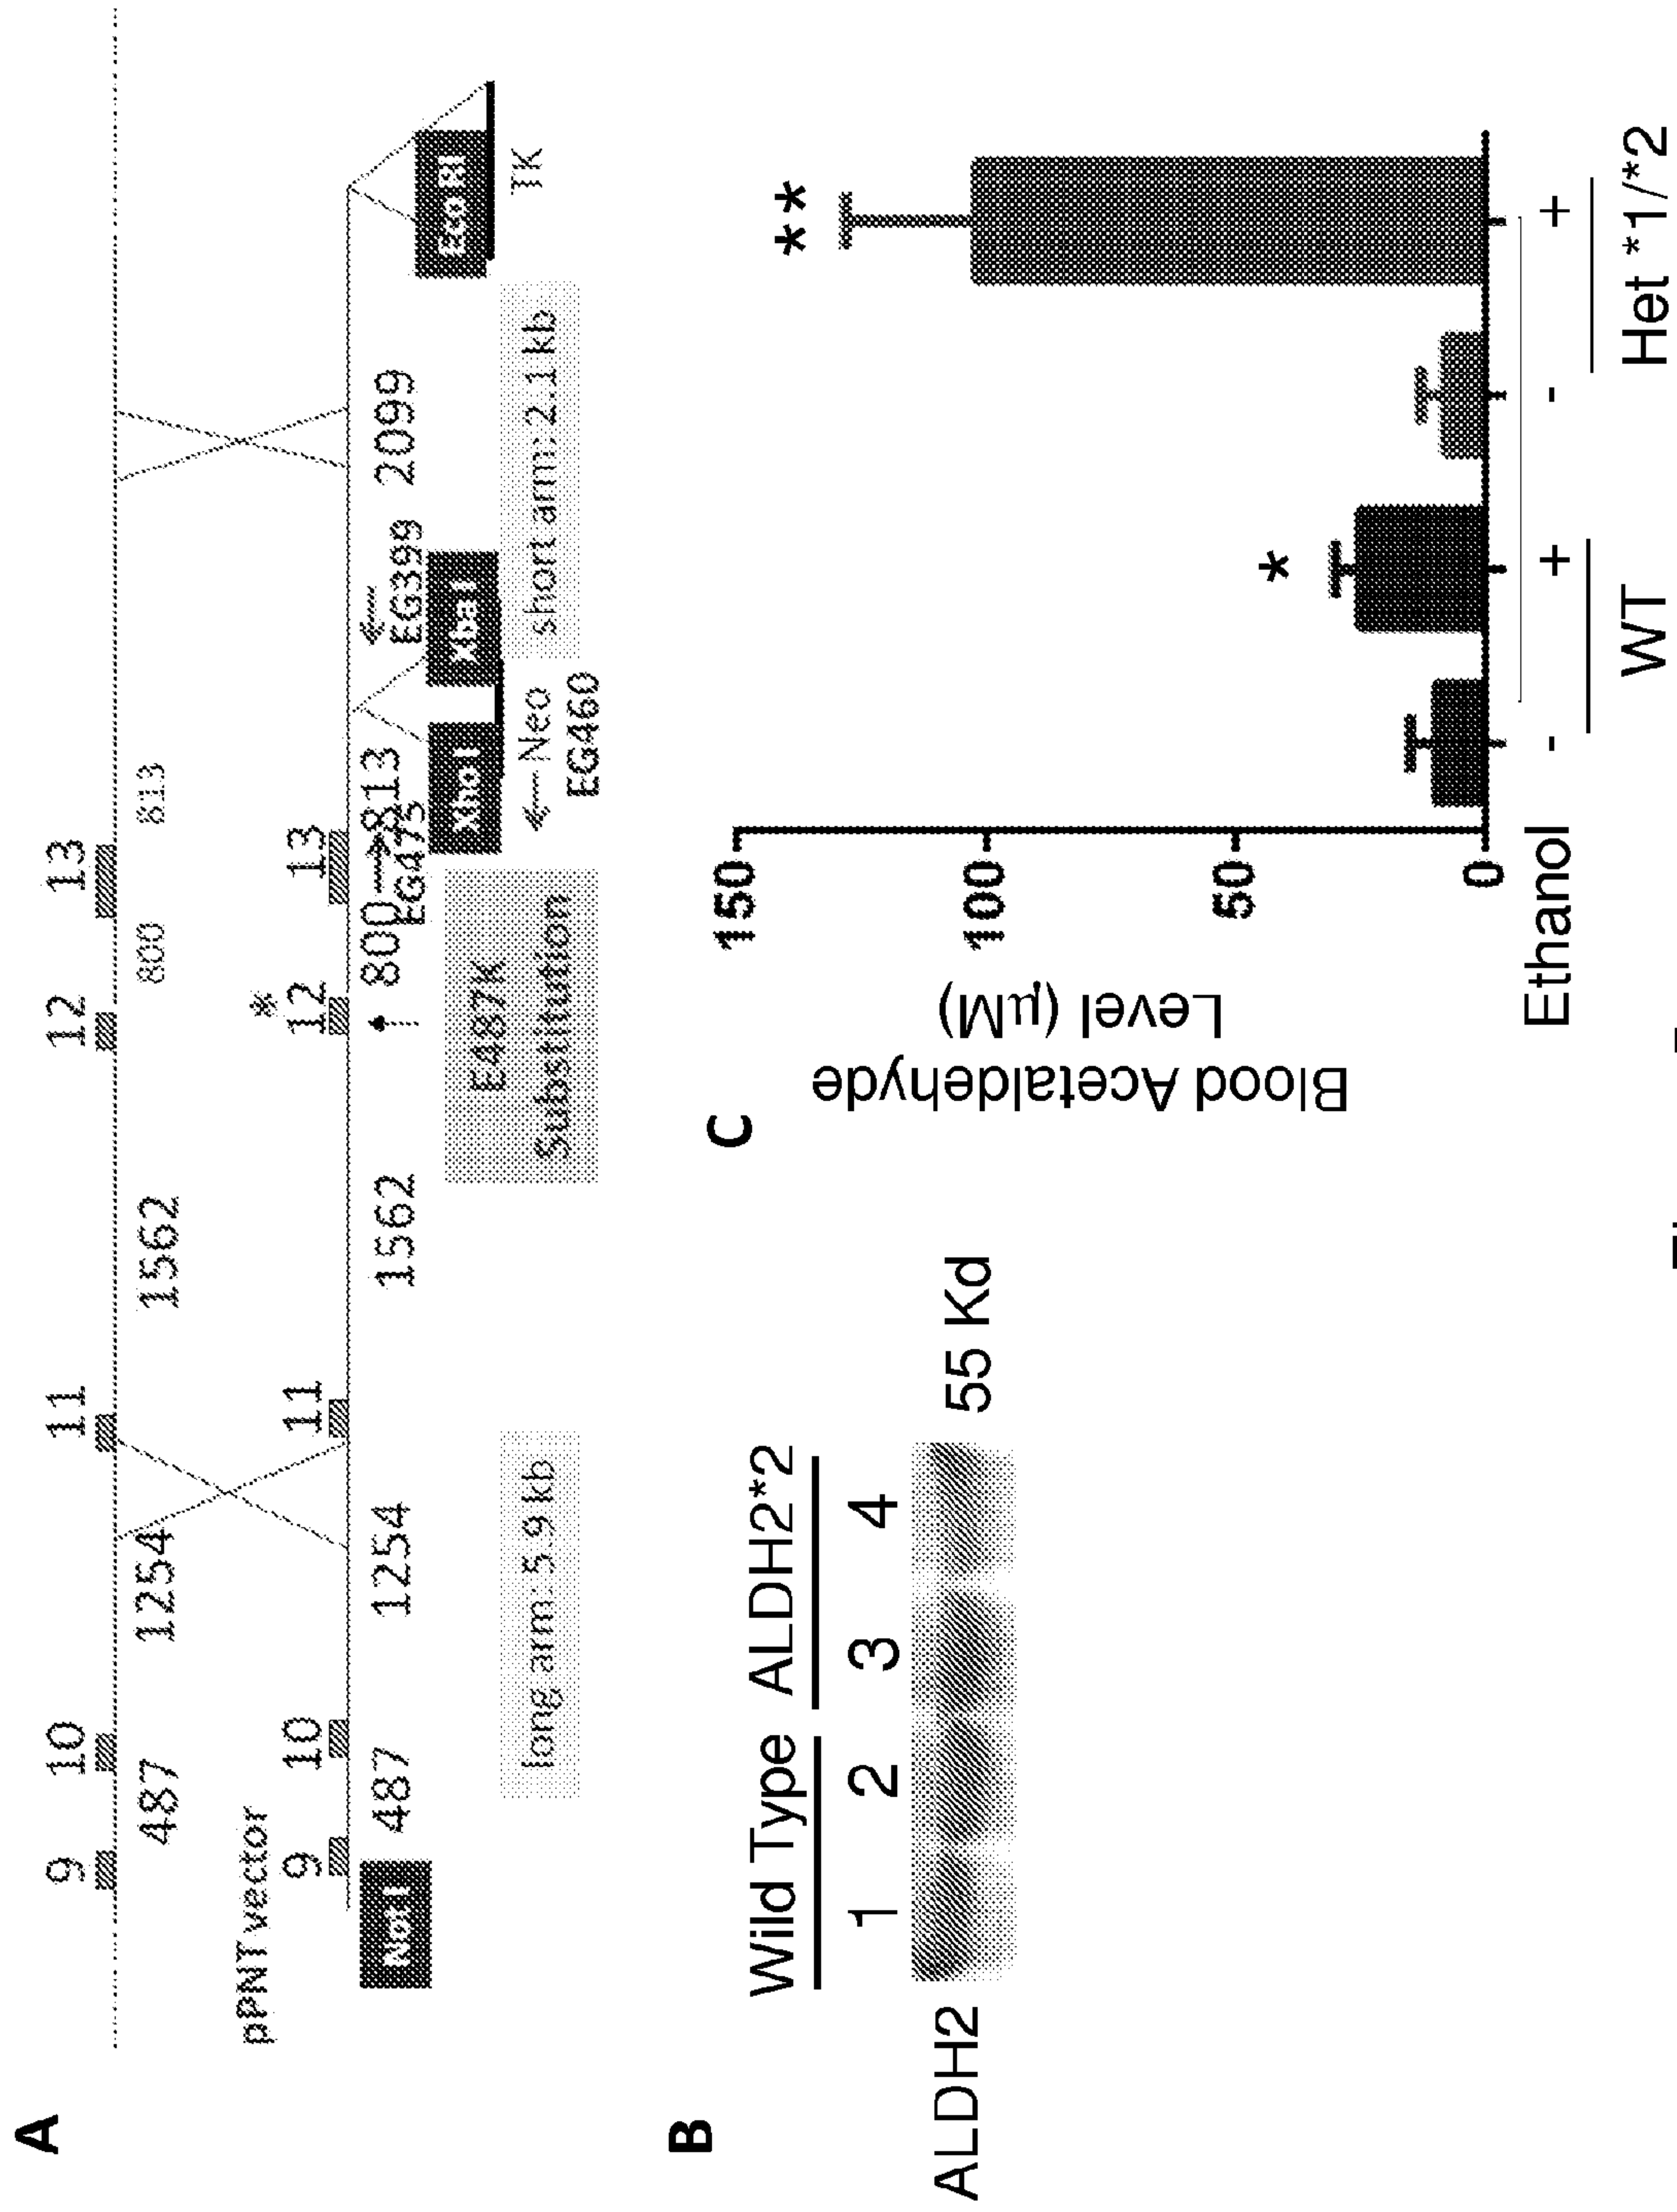 A
9 10 11 12 13
487 1254 1562 800 813
pPNT vector
*
9 10 11 12 13
Not I 487 1254 1562 800 813 2099
EG475 EG399
Xho I Xba I Eco RI
E487K
Substitution
long arm: 5.9 kb
short arm: 2.1 kb
Neo
TK
EG460
B
Wild Type ALDH2*2
1 2 3 4
ALDH2 55 Kd
C
Blood Acetaldehyde
Level (µM)
150
100
50
0
* **
Ethanol - + - +
WT Het *1/*2